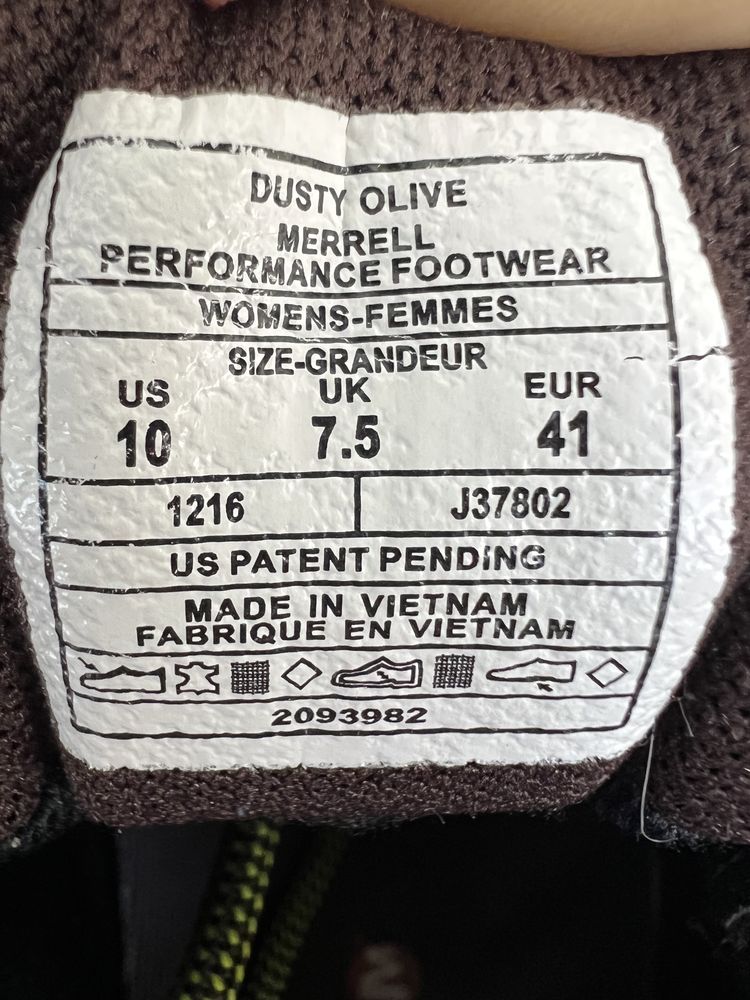 DUSTY OLIVE
MERRELL
PERFORMANCE FOOTWEAR
WOMENS-FEMMES
SIZE-GRANDEUR
US UK EUR
10 7.5 41
1216 J37802
US PATENT PENDING
MADE IN VIETNAM
FABRIQUE EN VIETNAM
2093982